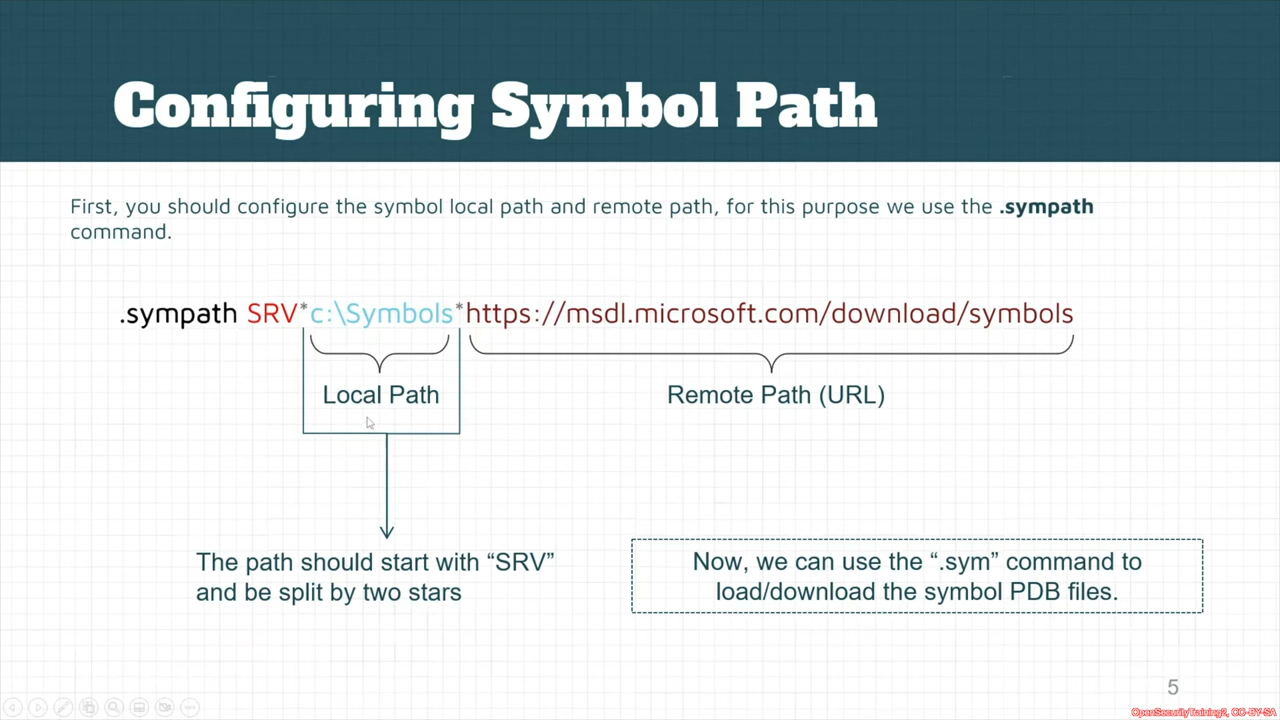 Configuring Symbol Path
First, you should configure the symbol local path and remote path, for this purpose we use the .sympath
command.
.sympath SRV*c:\Symbols*https://msdl.microsoft.com/download/symbols
Local Path
Remote Path (URL)
The path should start with “SRV”
and be split by two stars
Now, we can use the “.sym” command to
load/download the symbol PDB files.
5
OpenSecurityTraining2, CC-BY-SA